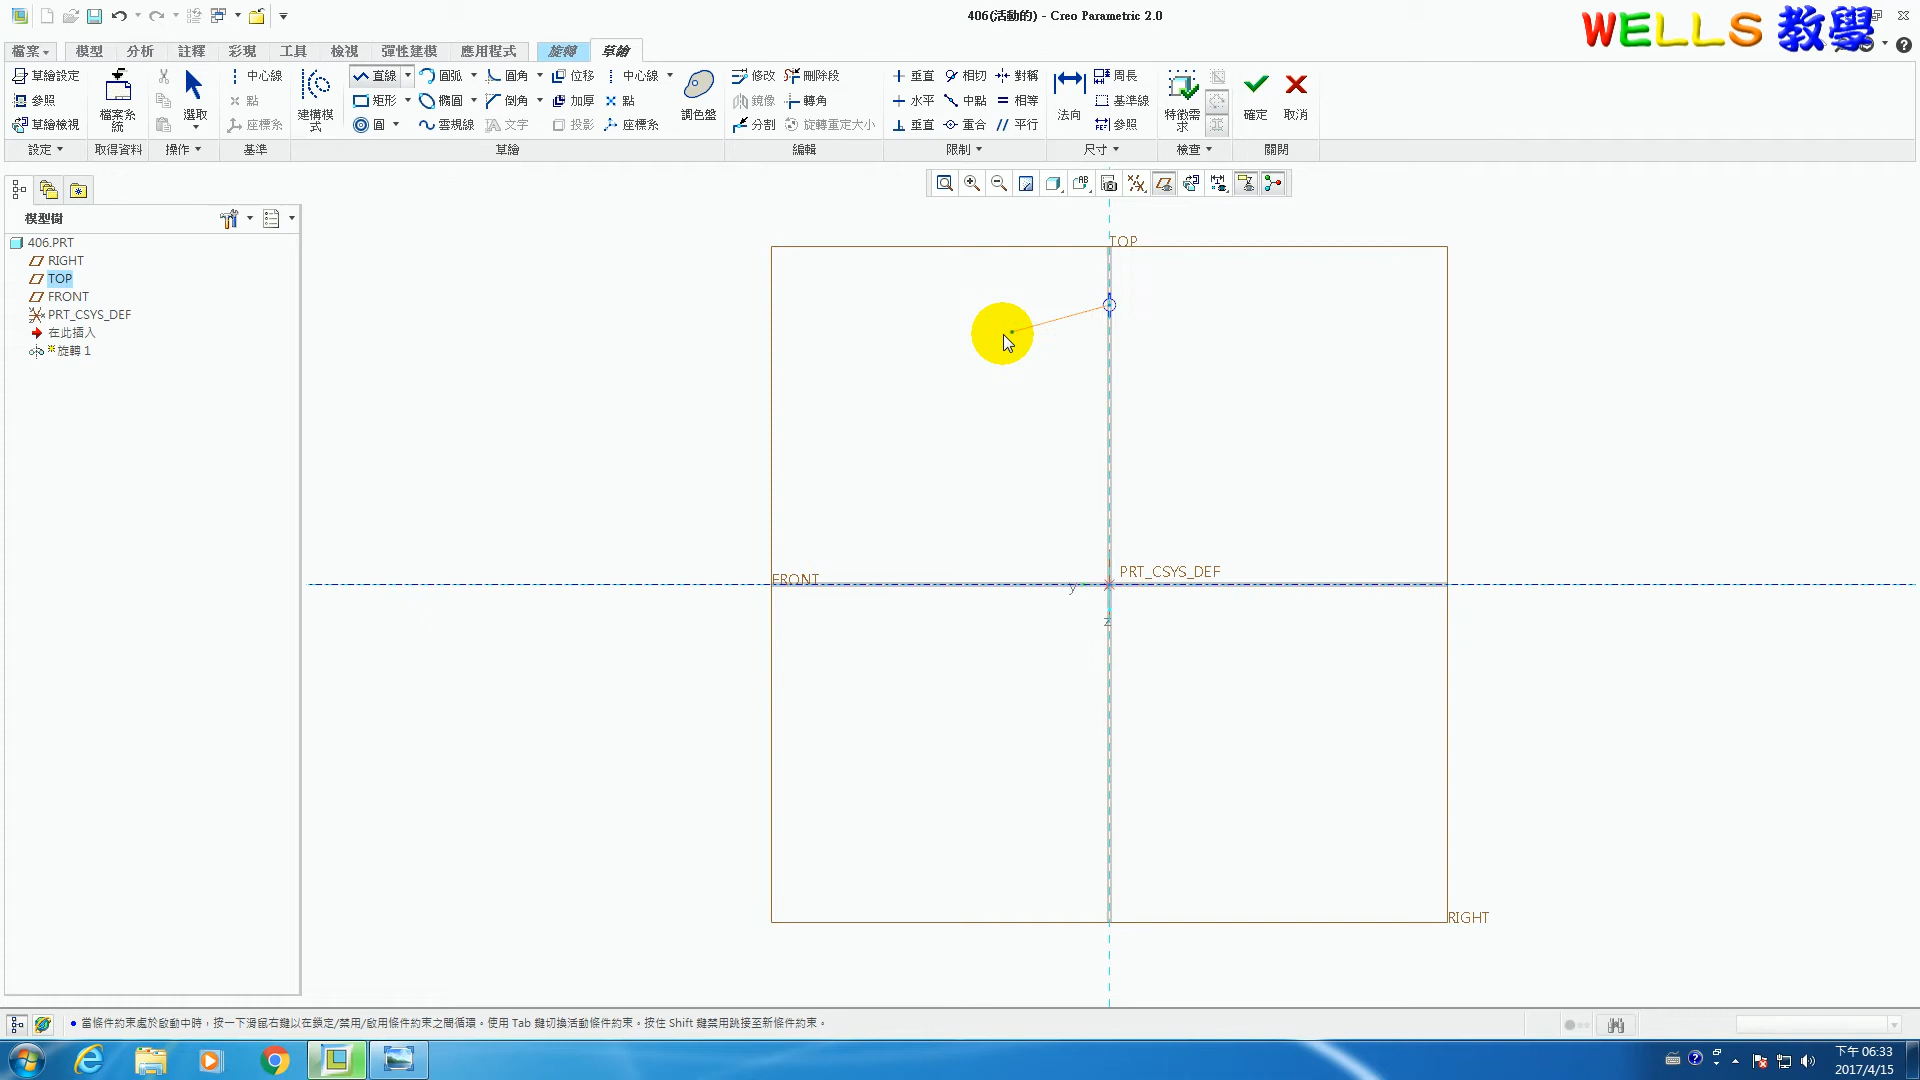 406(活動的) - Creo Parametric 2.0
WELLS 教學
檔案 模型 分析 註釋 彩現 工具 檢視 彈性建模 應用程式 旋轉 草繪
草繪設定
參照
草繪檢視
檔案系統
選取
中心線
點
座標系
建構模式
直線 圓弧 圓角 位移 中心線
矩形 橢圓 倒角 加厚 點
圓 雲規線 文字 投影 座標系
調色盤
修改 刪除段
鏡像 轉角
分割 旋轉重定大小
垂直 相切 對稱
水平 中點 相等
垂直 重合 平行
法向
周長
基準線
參照
特徵需求
確定
取消
設定 取得資料 操作 基準 草繪 編輯 限制 尺寸 檢查 關閉
模型樹
406.PRT
RIGHT
TOP
FRONT
PRT_CSYS_DEF
在此插入
旋轉 1
TOP
FRONT
PRT_CSYS_DEF
y
z
RIGHT
當條件約束處於啟動中時，按一下滑鼠右鍵以在鎖定/禁用/啟用條件約束之間循環。使用 Tab 鍵切換活動條件約束。按住 Shift 鍵禁用跳接至新條件約束。
下午 06:33
2017/4/15